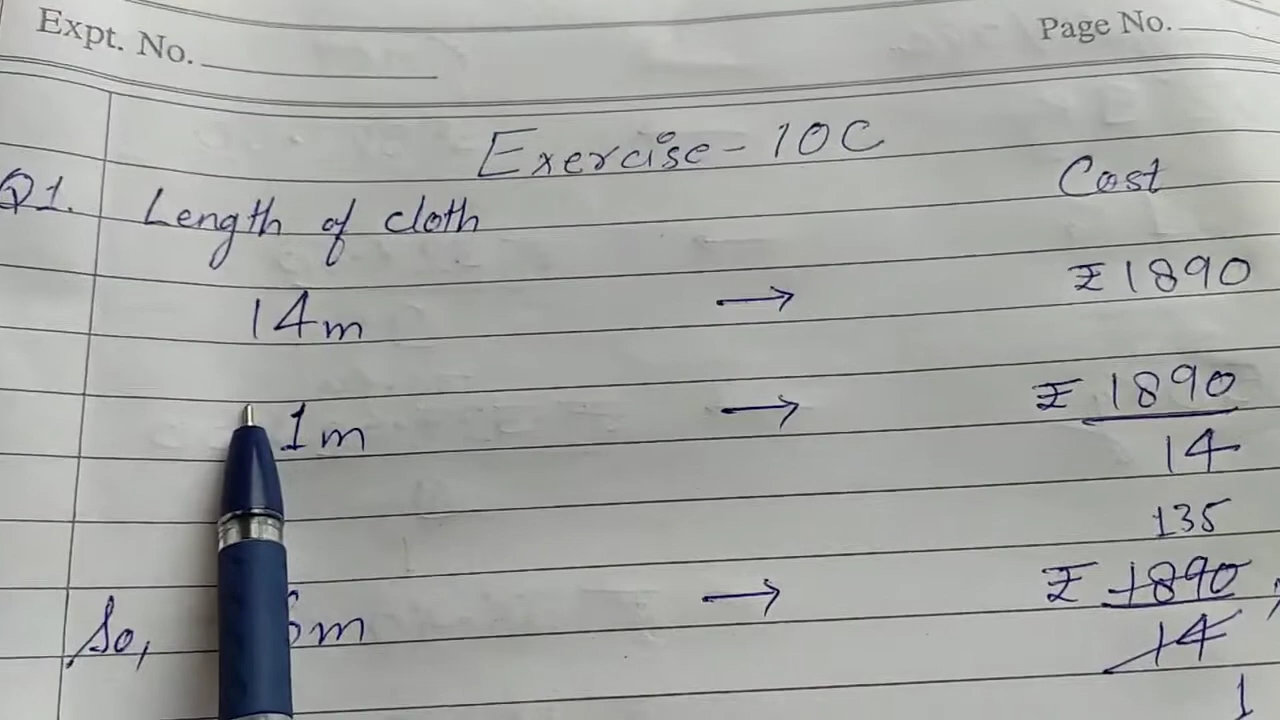 Expt. No.
Page No.
Exercise - 10C
Q1. Length of cloth Cost
14m → ₹ 1890
1m → ₹ 1890
14
135
So, m → ₹ 1890
14
1